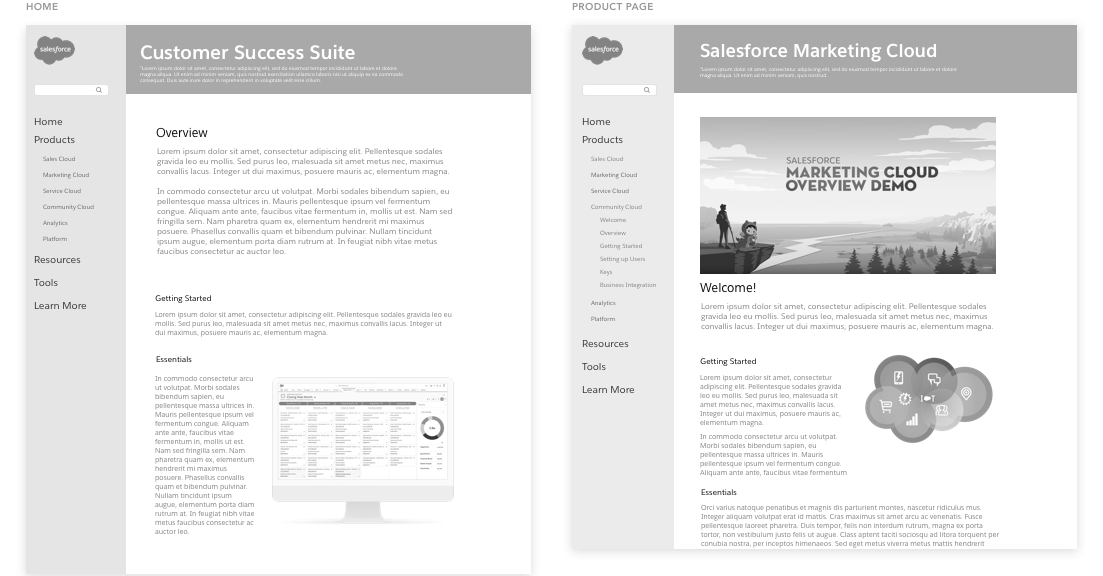 HOME
salesforce
Customer Success Suite
"Lorem ipsum dolor sit amet, consectetur adipiscing elit, sed do eiusmod tempor incididunt ut labore et dolore
magna aliqua. Ut enim ad minim veniam, quis nostrud exercitation ullamco laboris nisi ut aliquip ex ea commodo
consequat. Duis aute irure dolor in reprehenderit in voluptate velit esse cillum
Home
Products
Sales Cloud
Marketing Cloud
Service Cloud
Community Cloud
Analytics
Platform
Resources
Tools
Learn More
Overview
Lorem ipsum dolor sit amet, consectetur adipiscing elit. Pellentesque sodales
gravida leo eu mollis. Sed purus leo, malesuada sit amet metus nec, maximus
convallis lacus. Integer ut dui maximus, posuere mauris ac, elementum magna.
In commodo consectetur arcu ut volutpat. Morbi sodales bibendum sapien, eu
pellentesque massa ultrices in. Mauris pellentesque ipsum vel fermentum
congue. Aliquam ante ante, faucibus vitae fermentum in, mollis ut est. Nam sed
fringilla sem. Nam pharetra quam ex, elementum hendrerit mi maximus
posuere. Phasellus convallis quam et bibendum pulvinar. Nullam tincidunt
ipsum augue, elementum porta diam rutrum at. In feugiat nibh vitae metus
faucibus consectetur ac auctor leo.
Getting Started
Lorem ipsum dolor sit amet, consectetur adipiscing elit. Pellentesque sodales gravida leo eu
mollis. Sed purus leo, malesuada sit amet metus nec, maximus convallis lacus. Integer ut
dui maximus, posuere mauris ac, elementum magna.
Essentials
In commodo consectetur arcu
ut volutpat. Morbi sodales
bibendum sapien, eu
pellentesque massa ultrices in.
Mauris pellentesque ipsum vel
fermentum congue. Aliquam
ante ante, faucibus vitae
fermentum in, mollis ut est.
Nam sed fringilla sem. Nam
pharetra quam ex, elementum
hendrerit mi maximus
posuere. Phasellus convallis
quam et bibendum pulvinar.
Nullam tincidunt ipsum
augue, elementum porta diam
rutrum at. In feugiat nibh vitae
metus faucibus consectetur ac
auctor leo.
PRODUCT PAGE
salesforce
Salesforce Marketing Cloud
"Lorem ipsum dolor sit amet, consectetur adipiscing elit, sed do eiusmod tempor incididunt ut labore et dolore
magna aliqua. Ut enim ad minim veniam, quis nostrud.
Home
Products
Sales Cloud
Marketing Cloud
Service Cloud
Community Cloud
Welcome
Overview
Getting Started
Setting up Users
Keys
Business Integration
Analytics
Platform
Resources
Tools
Learn More
SALESFORCE
MARKETING CLOUD
OVERVIEW DEMO
Welcome!
Lorem ipsum dolor sit amet, consectetur adipiscing elit. Pellentesque sodales
gravida leo eu mollis. Sed purus leo, malesuada sit amet metus nec, maximus
convallis lacus. Integer ut dui maximus, posuere mauris ac, elementum magna.
Getting Started
Lorem ipsum dolor sit amet, consectetur
adipiscing elit. Pellentesque sodales
gravida leo eu mollis. Sed purus leo,
malesuada sit amet metus nec,
maximus convallis lacus. Integer ut dui
maximus, posuere mauris ac,
elementum magna.
In commodo consectetur arcu ut volutpat.
Morbi sodales bibendum sapien, eu
pellentesque massa ultrices in. Mauris
pellentesque ipsum vel fermentum congue.
Aliquam ante ante, faucibus vitae fermentum
Essentials
Orci varius natoque penatibus et magnis dis parturient montes, nascetur ridiculus mus.
Integer aliquam volutpat erat id mattis. Cras maximus sit amet arcu ac venenatis. Fusce
pellentesque laoreet pharetra. Duis tempor, felis non interdum rutrum, magna ex porta
tortor, non vestibulum justo felis ut augue. Class aptent taciti sociosqu ad litora torquent per
conubia nostra, per inceptos himenaeos. Sed eget metus viverra metus mattis hendrerit